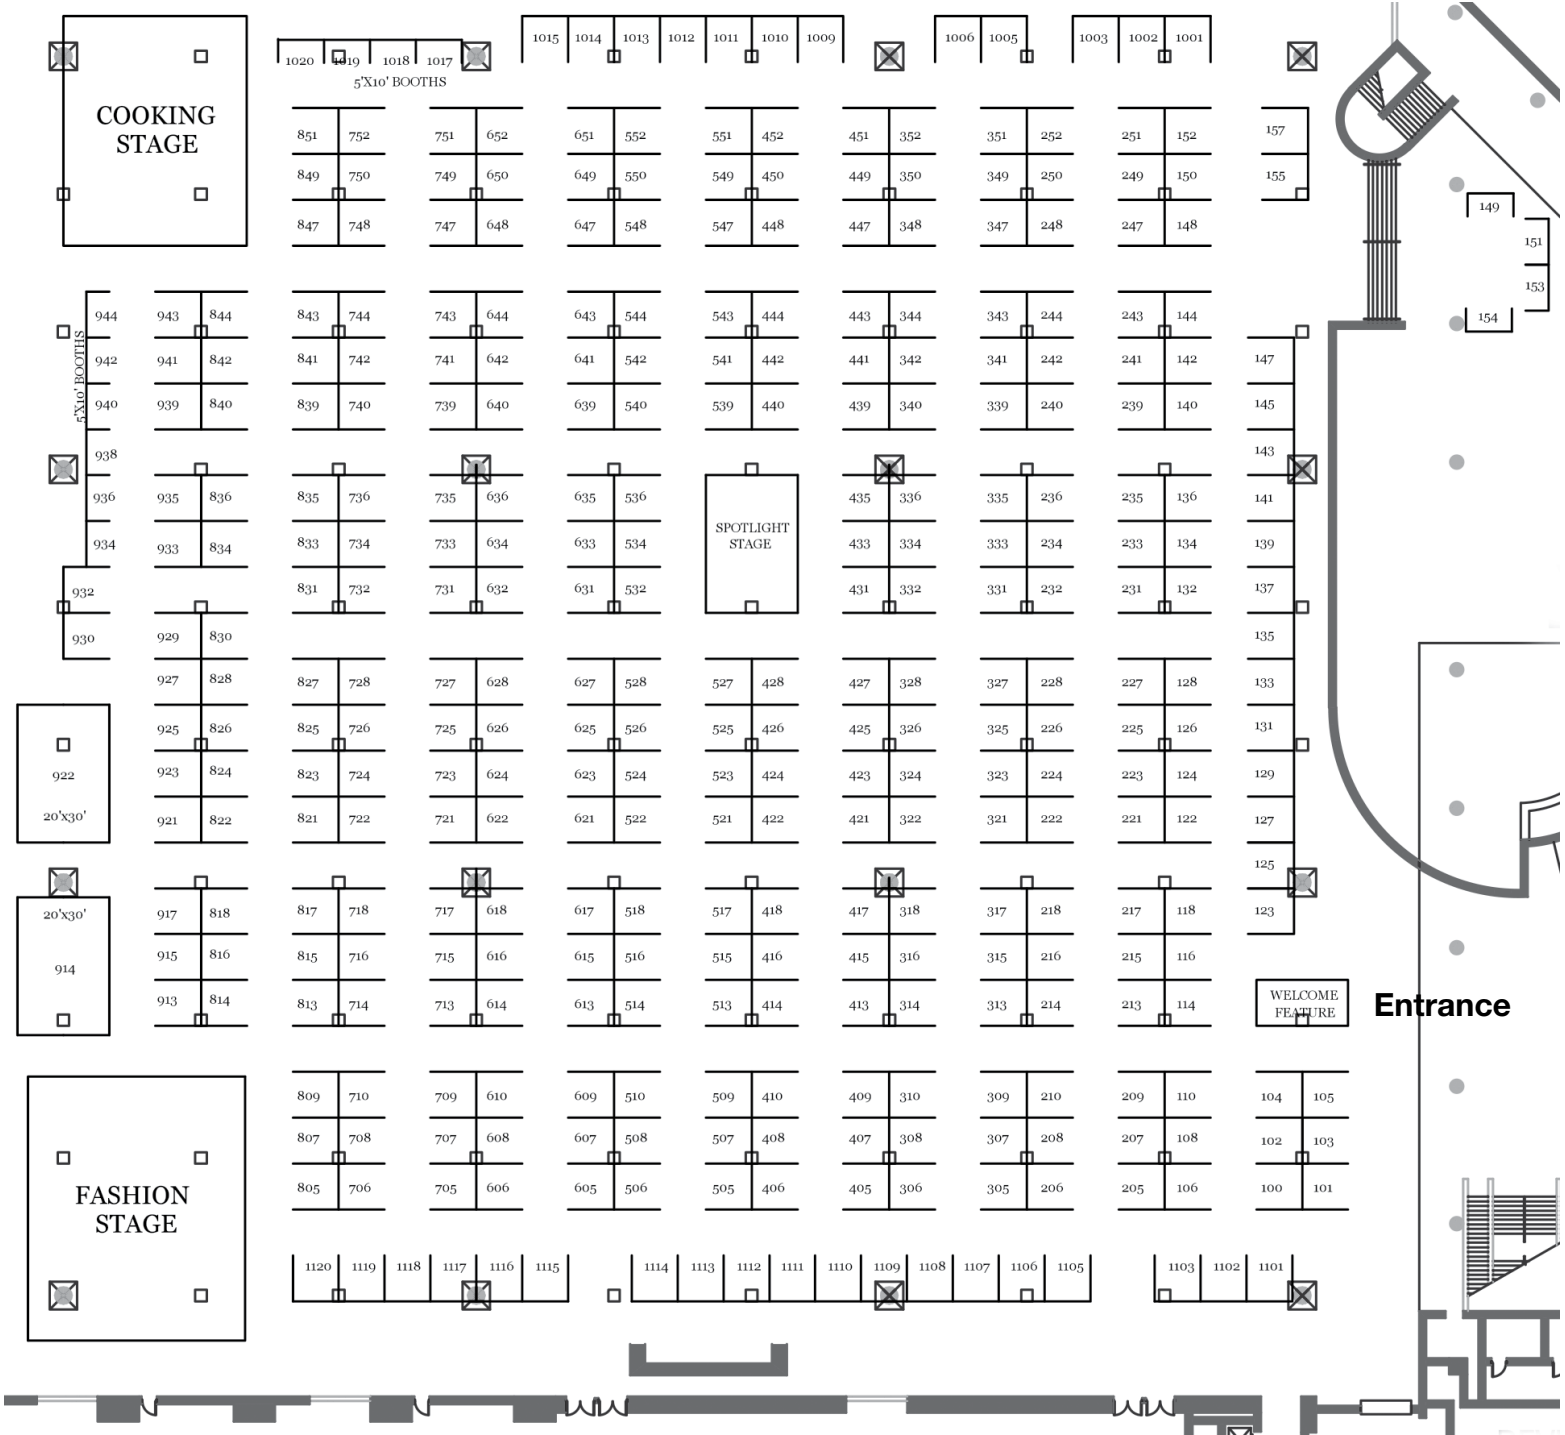 1015 1014 1013 1012 1011 1010 1009
1006 1005
1003 1002 1001
1020 1019 1018 1017
5'X10' BOOTHS
COOKING
STAGE
851 752 751 652 651 552 551 452 451 352 351 252 251 152 157
849 750 749 650 649 550 549 450 449 350 349 250 249 150 155
847 748 747 648 647 548 547 448 447 348 347 248 247 148
149
151
153
154
5'X10' BOOTHS
944 943 844 843 744 743 644 643 544 543 444 443 344 343 244 243 144
942 941 842 841 742 741 642 641 542 541 442 441 342 341 242 241 142 147
940 939 840 839 740 739 640 639 540 539 440 439 340 339 240 239 140 145
938 143
936 935 836 835 736 735 636 635 536 435 336 335 236 235 136 141
SPOTLIGHT
STAGE
934 933 834 833 734 733 634 633 534 433 334 333 234 233 134 139
932 831 732 731 632 631 532 431 332 331 232 231 132 137
930 929 830 135
927 828 827 728 727 628 627 528 527 428 427 328 327 228 227 128 133
925 826 825 726 725 626 625 526 525 426 425 326 325 226 225 126 131
922 923 824 823 724 723 624 623 524 523 424 423 324 323 224 223 124 129
20'x30' 921 822 821 722 721 622 621 522 521 422 421 322 321 222 221 122 127
125
20'x30' 917 818 817 718 717 618 617 518 517 418 417 318 317 218 217 118 123
914 915 816 815 716 715 616 615 516 515 416 415 316 315 216 215 116
913 814 813 714 713 614 613 514 513 414 413 314 313 214 213 114
WELCOME
FEATURE
Entrance
809 710 709 610 609 510 509 410 409 310 309 210 209 110 104 105
807 708 707 608 607 508 507 408 407 308 307 208 207 108 102 103
805 706 705 606 605 506 505 406 405 306 305 206 205 106 100 101
FASHION
STAGE
1120 1119 1118 1117 1116 1115 1114 1113 1112 1111 1110 1109 1108 1107 1106 1105 1103 1102 1101